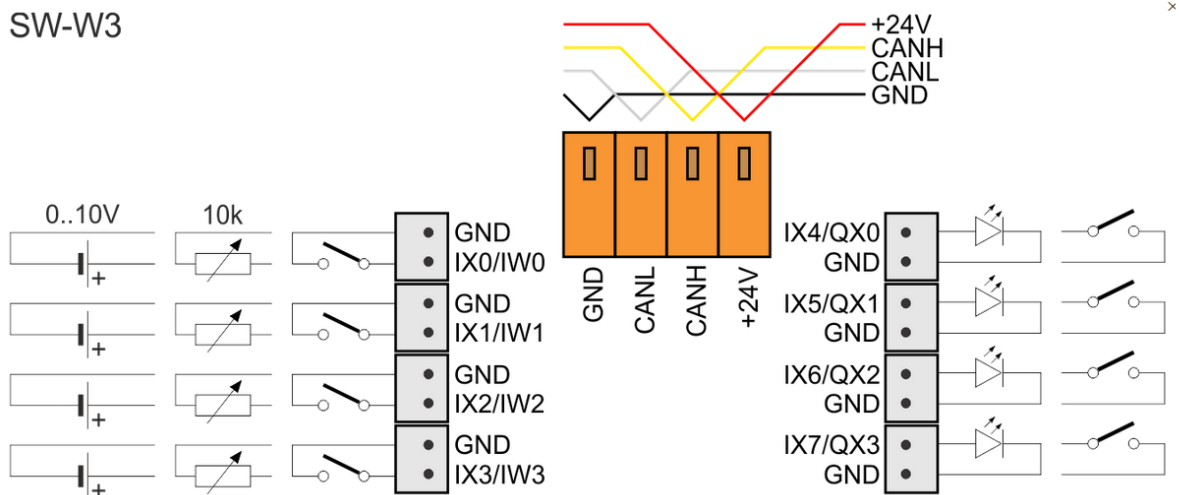 SW-W3
×
+24V
CANH
CANL
GND
0..10V
10k
GND
IX0/IW0
+
GND
IX1/IW1
+
GND
IX2/IW2
+
GND
IX3/IW3
+
GND
CANL
CANH
+24V
IX4/QX0
GND
IX5/QX1
GND
IX6/QX2
GND
IX7/QX3
GND